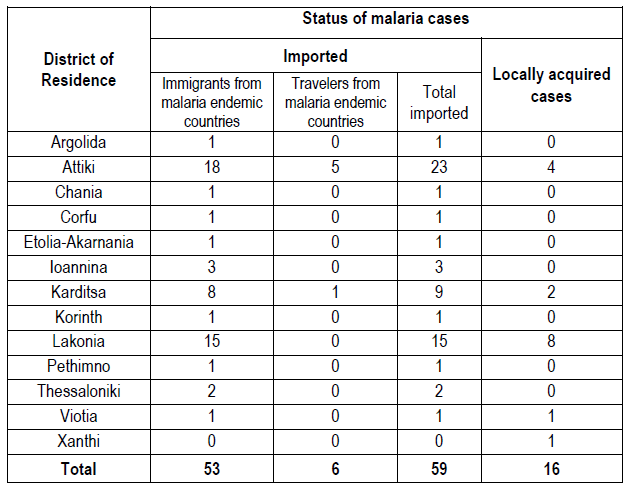 District of Residence
Status of malaria cases
Imported
Locally acquired cases
Immigrants from malaria endemic countries
Travelers from malaria endemic countries
Total imported
Argolida 1 0 1 0
Attiki 18 5 23 4
Chania 1 0 1 0
Corfu 1 0 1 0
Etolia-Akarnania 1 0 1 0
Ioannina 3 0 3 0
Karditsa 8 1 9 2
Korinth 1 0 1 0
Lakonia 15 0 15 8
Pethimno 1 0 1 0
Thessaloniki 2 0 2 0
Viotia 1 0 1 1
Xanthi 0 0 0 1
Total 53 6 59 16